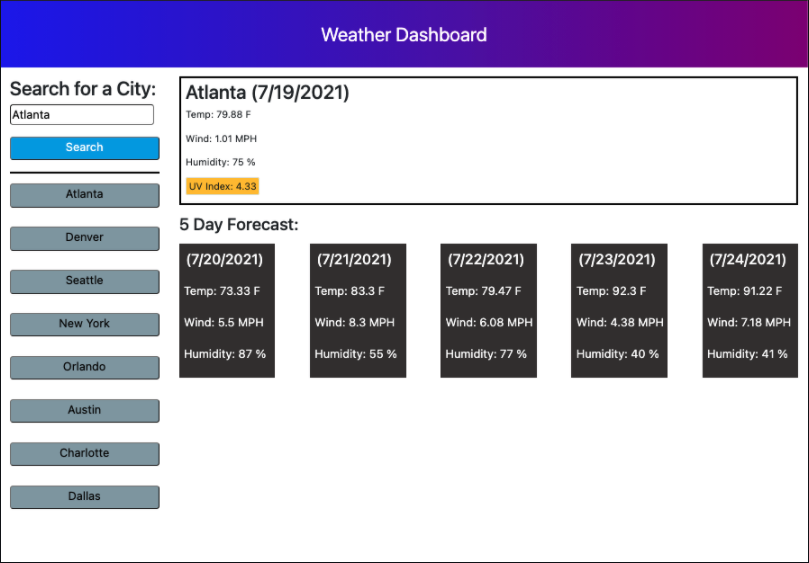 Weather Dashboard
Search for a City:
Atlanta
Search
Atlanta
Denver
Seattle
New York
Orlando
Austin
Charlotte
Dallas
Atlanta (7/19/2021)
Temp: 79.88 F
Wind: 1.01 MPH
Humidity: 75 %
UV Index: 4.33
5 Day Forecast:
(7/20/2021)
Temp: 73.33 F
Wind: 5.5 MPH
Humidity: 87 %
(7/21/2021)
Temp: 83.3 F
Wind: 8.3 MPH
Humidity: 55 %
(7/22/2021)
Temp: 79.47 F
Wind: 6.08 MPH
Humidity: 77 %
(7/23/2021)
Temp: 92.3 F
Wind: 4.38 MPH
Humidity: 40 %
(7/24/2021)
Temp: 91.22 F
Wind: 7.18 MPH
Humidity: 41 %